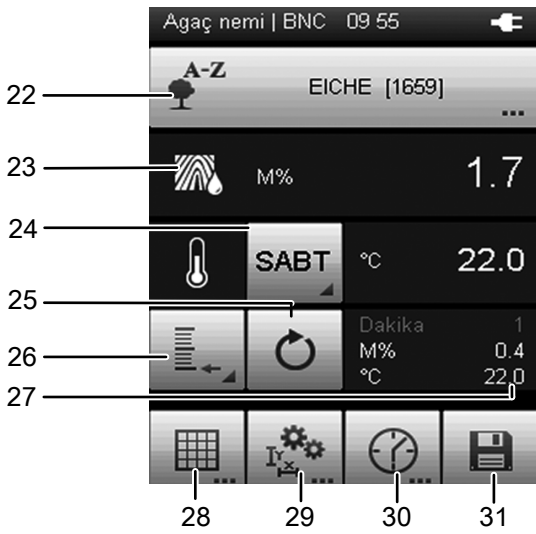 Agaç nemi | BNC 09 55
22
A-Z
EICHE [1659]
...
23
M%
1.7
24
SABT
°C
22.0
25
Dakika 1
26
M% 0.4
27
°C 22.0
28
29
30
31